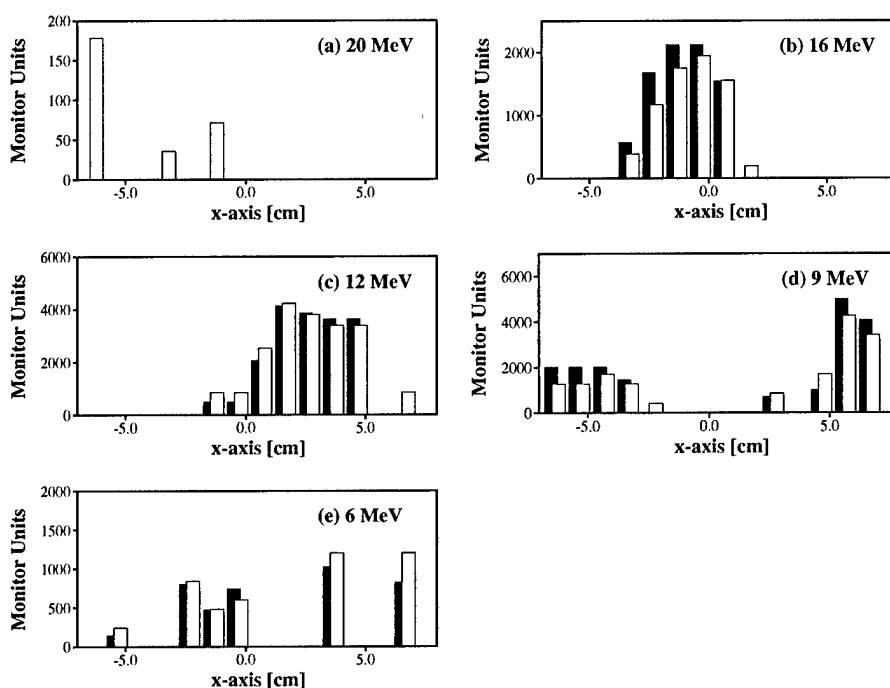 (a) 20 MeV
Monitor Units
200
150
100
50
0
-5.0 0.0 5.0
x-axis [cm]
(b) 16 MeV
Monitor Units
2000
1000
0
-5.0 0.0 5.0
x-axis [cm]
(c) 12 MeV
Monitor Units
6000
4000
2000
0
-5.0 0.0 5.0
x-axis [cm]
(d) 9 MeV
Monitor Units
6000
4000
2000
0
-5.0 0.0 5.0
x-axis [cm]
(e) 6 MeV
Monitor Units
2000
1500
1000
500
0
-5.0 0.0 5.0
x-axis [cm]